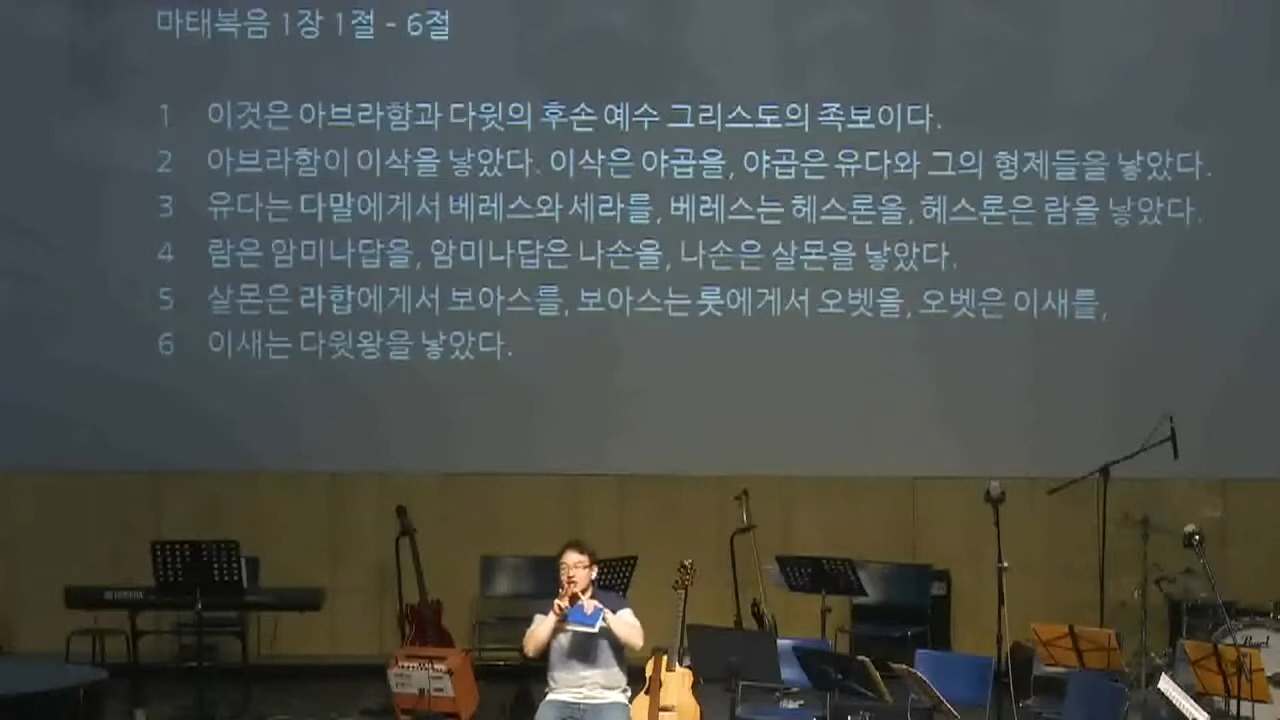 마태복음 1장 1절 - 6절
1 이것은 아브라함과 다윗의 후손 예수 그리스도의 족보이다.
2 아브라함이 이삭을 낳았다. 이삭은 야곱을, 야곱은 유다와 그의 형제들을 낳았다.
3 유다는 다말에게서 베레스와 세라를, 베레스는 헤스론을, 헤스론은 람을 낳았다.
4 람은 암미나답을, 암미나답은 나손을, 나손은 살몬을 낳았다.
5 살몬은 라합에게서 보아스를, 보아스는 룻에게서 오벳을, 오벳은 이새를,
6 이새는 다윗왕을 낳았다.
YAMAHA
Pearl